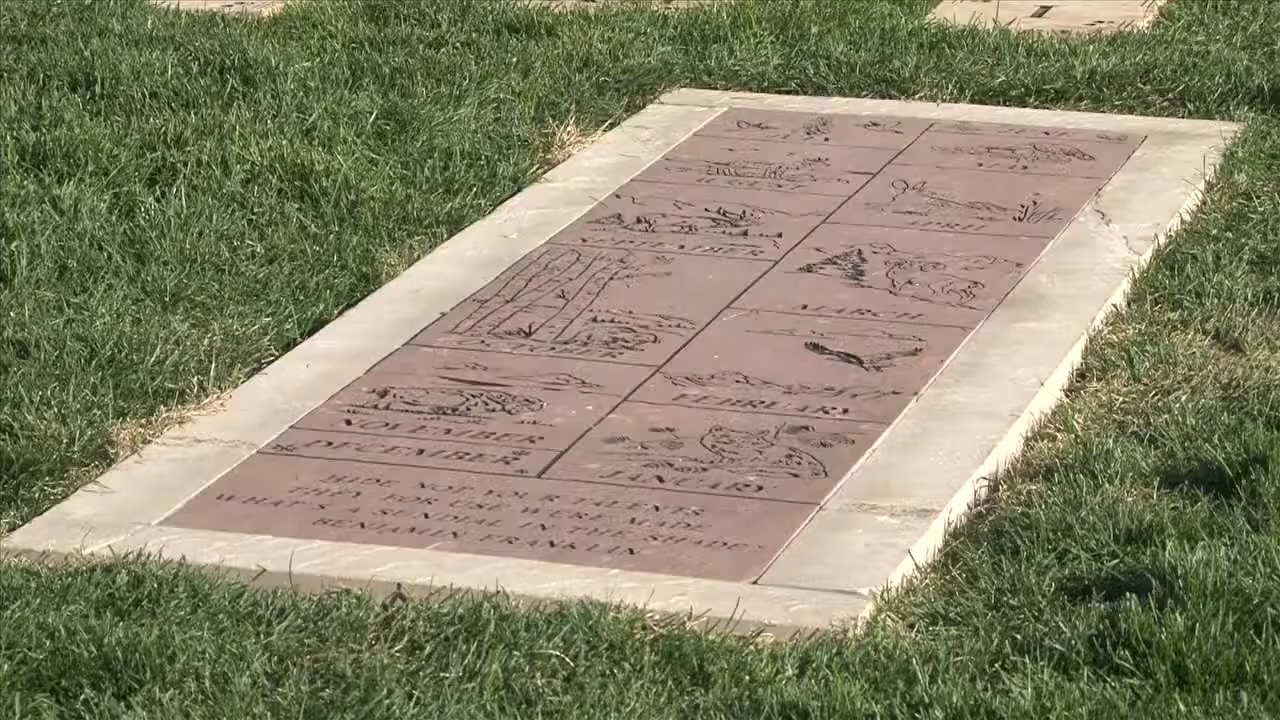 JUNE
AUGUST
APRIL
SEPTEMBER
MARCH
OCTOBER
FEBRUARY
NOVEMBER
DECEMBER
JANUARY
HIDE NOT YOUR TALENTS
THEY FOR USE WERE MADE
WHAT'S A SUNDIAL IN THE SHADE
BENJAMIN FRANKLIN